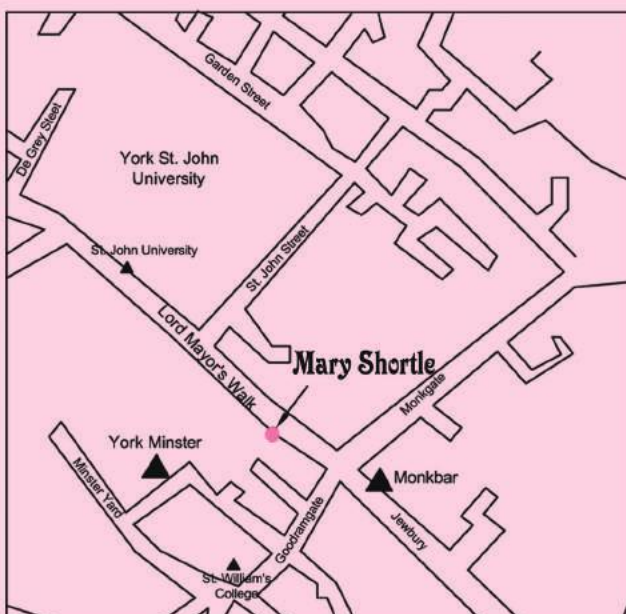 Garden Street
De Grey Steet
York St. John
University
St. John University
St. John Street
Lord Mayor's Walk
Mary Shortle
Monkgate
York Minster
Monkbar
Minster Yard
Goodramgate
Jewbury
St. William's
College